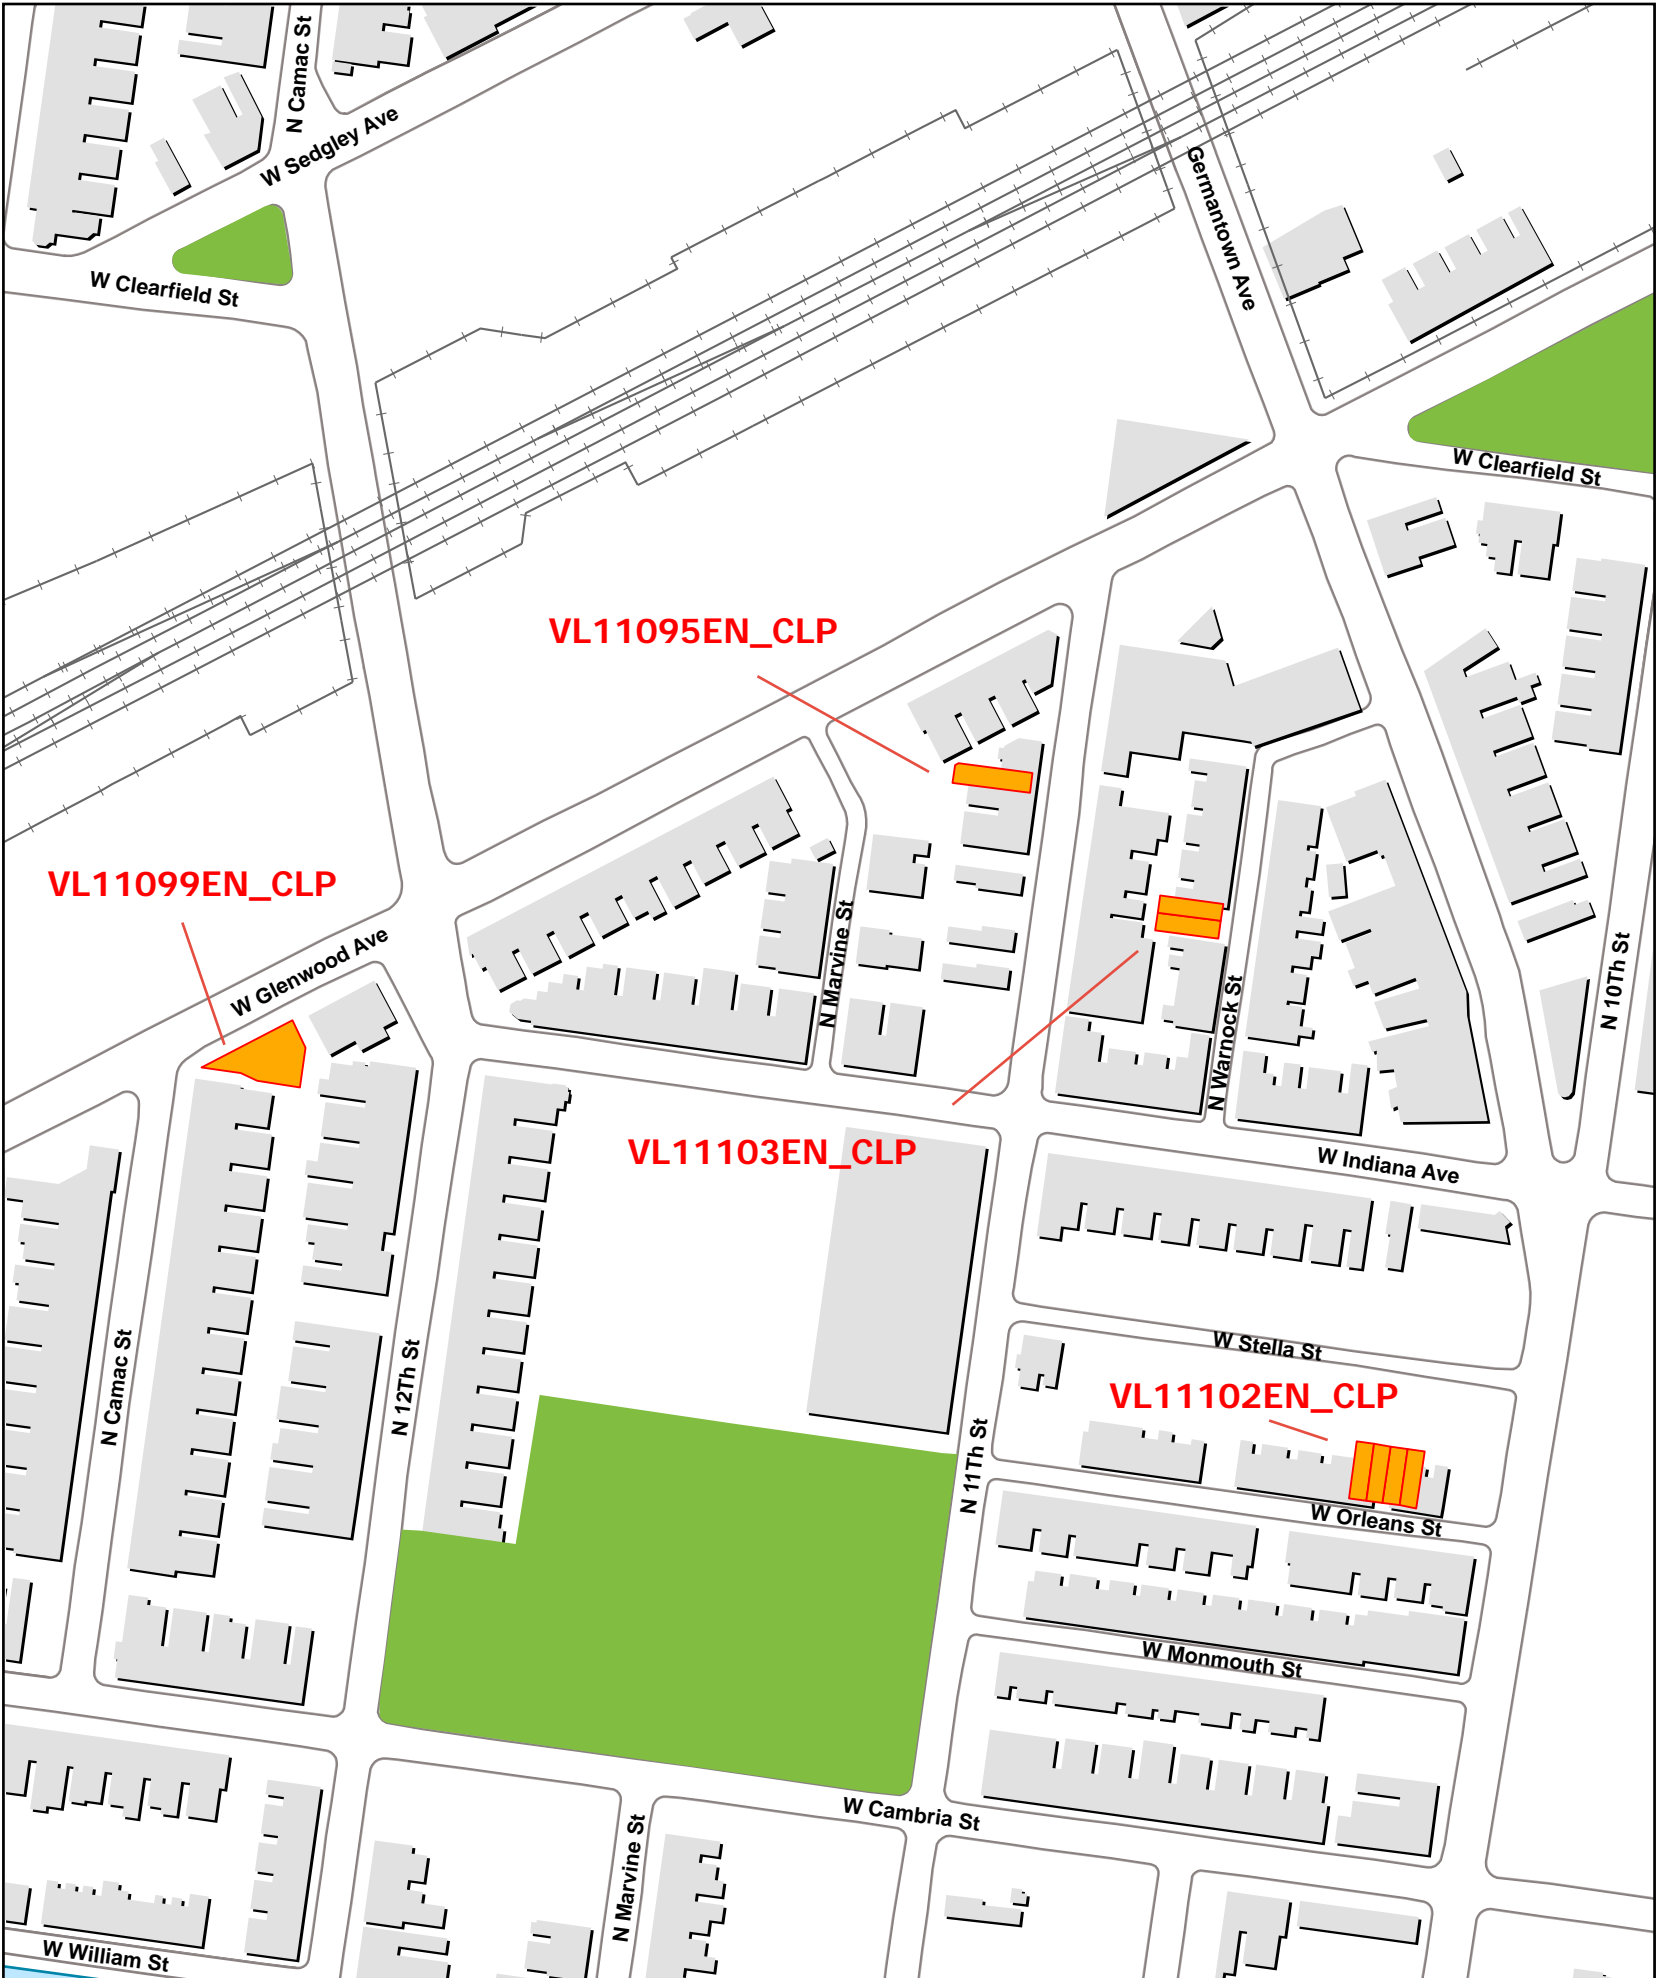 N Camac St
W Sedgley Ave
Germantown Ave
W Clearfield St
W Clearfield St
VL11095EN_CLP
VL11099EN_CLP
W Glenwood Ave
N Marvine St
N 10Th St
N Warnock St
VL11103EN_CLP
W Indiana Ave
N Camac St
N 12Th St
W Stella St
VL11102EN_CLP
N 11Th St
W Orleans St
W Monmouth St
W Cambria St
N Marvine St
W William St